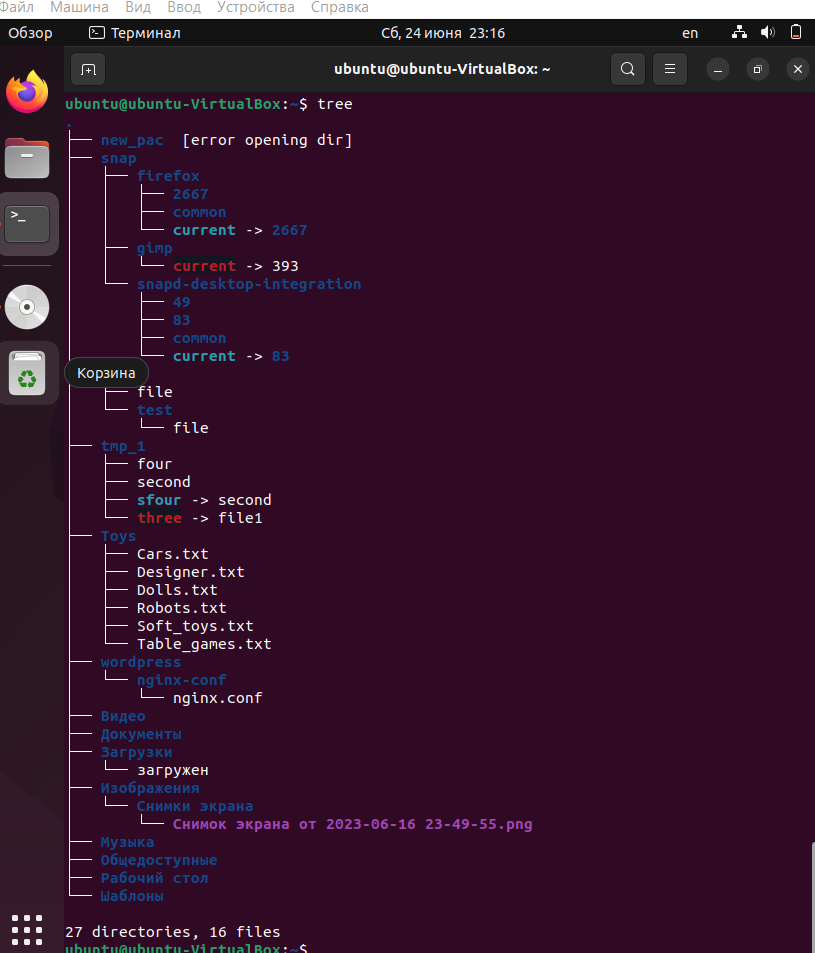 Файл Машина Вид Ввод Устройства Справка
Обзор Терминал Сб, 24 июня 23:16 en
ubuntu@ubuntu-VirtualBox: ~
ubuntu@ubuntu-VirtualBox:~$ tree
.
├── new_pac  [error opening dir]
├── snap
│   ├── firefox
│   │   ├── 2667
│   │   ├── common
│   │   └── current -> 2667
│   ├── gimp
│   │   └── current -> 393
│   └── snapd-desktop-integration
│       ├── 49
│       ├── 83
│       ├── common
│       └── current -> 83
Корзина
│   ├── file
│   └── test
│       └── file
├── tmp_1
│   ├── four
│   ├── second
│   ├── sfour -> second
│   └── three -> file1
├── Toys
│   ├── Cars.txt
│   ├── Designer.txt
│   ├── Dolls.txt
│   ├── Robots.txt
│   ├── Soft_toys.txt
│   └── Table_games.txt
├── wordpress
│   └── nginx-conf
│       └── nginx.conf
├── Видео
├── Документы
├── Загрузки
│   └── загружен
├── Изображения
│   └── Снимки экрана
│       └── Снимок экрана от 2023-06-16 23-49-55.png
├── Музыка
├── Общедоступные
├── Рабочий стол
└── Шаблоны
27 directories, 16 files
ubuntu@ubuntu-VirtualBox:~$